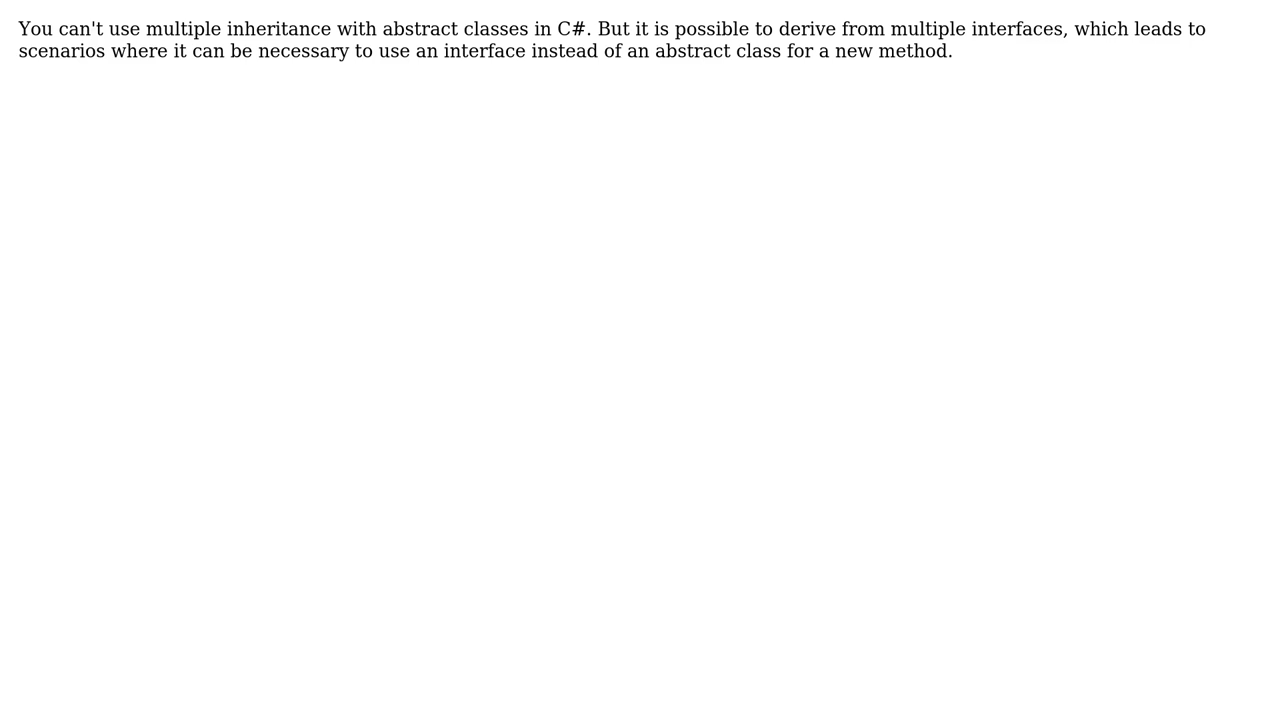 You can't use multiple inheritance with abstract classes in C#. But it is possible to derive from multiple interfaces, which leads to
scenarios where it can be necessary to use an interface instead of an abstract class for a new method.